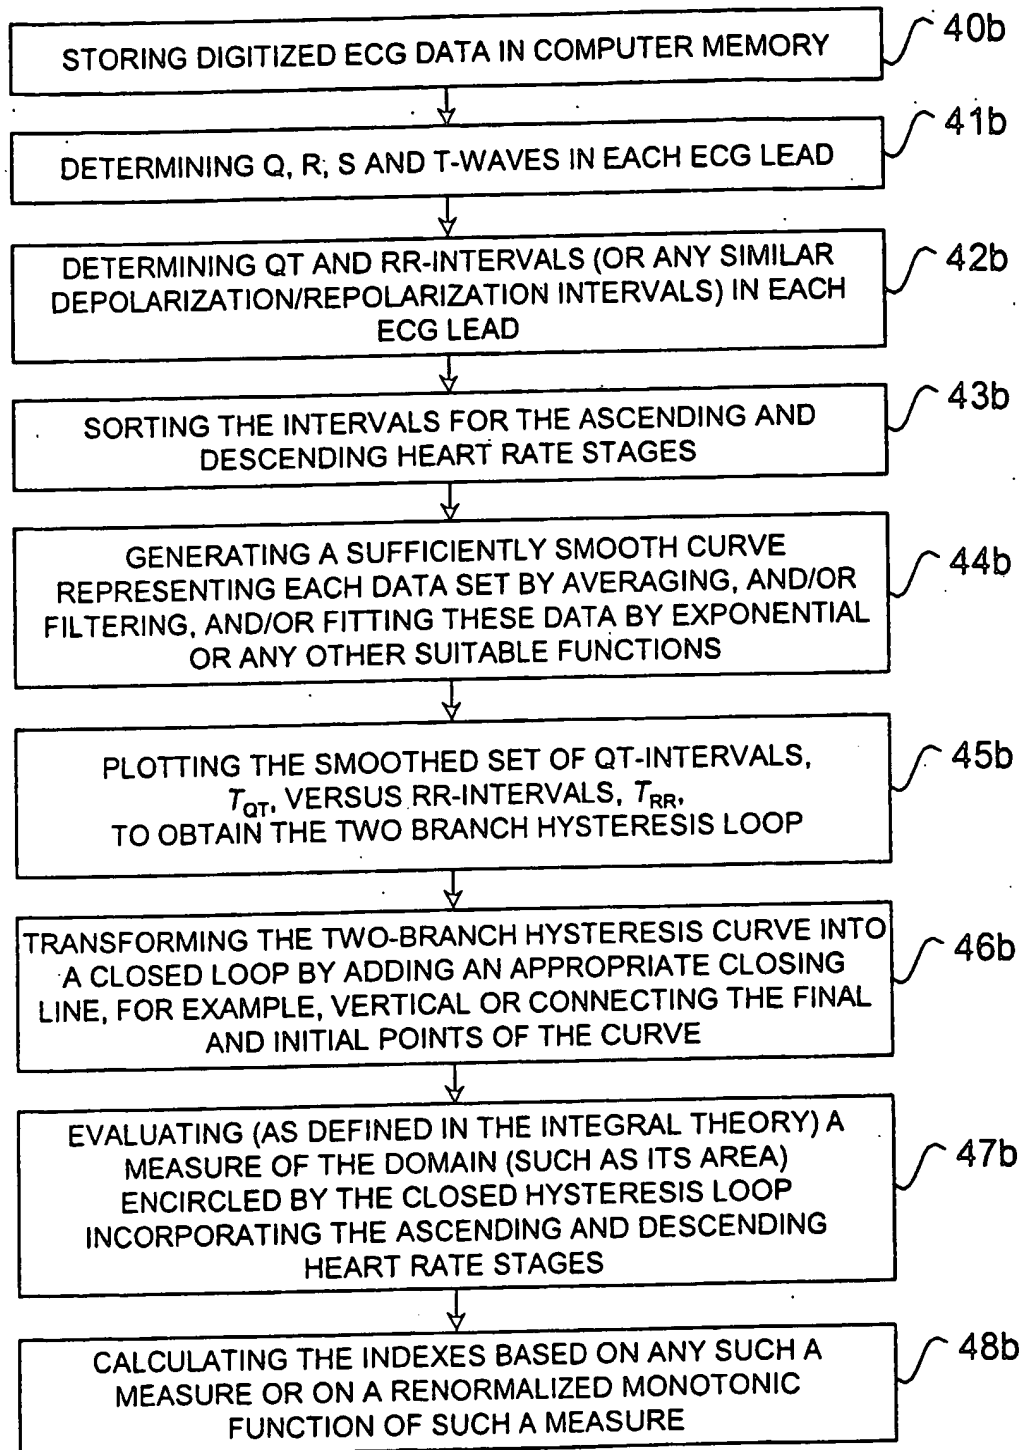 STORING DIGITIZED ECG DATA IN COMPUTER MEMORY
40b
DETERMINING Q, R, S AND T-WAVES IN EACH ECG LEAD
41b
DETERMINING QT AND RR-INTERVALS (OR ANY SIMILAR
DEPOLARIZATION/REPOLARIZATION INTERVALS) IN EACH
ECG LEAD
42b
SORTING THE INTERVALS FOR THE ASCENDING AND
DESCENDING HEART RATE STAGES
43b
GENERATING A SUFFICIENTLY SMOOTH CURVE
REPRESENTING EACH DATA SET BY AVERAGING, AND/OR
FILTERING, AND/OR FITTING THESE DATA BY EXPONENTIAL
OR ANY OTHER SUITABLE FUNCTIONS
44b
PLOTTING THE SMOOTHED SET OF QT-INTERVALS,
T_QT, VERSUS RR-INTERVALS, T_RR,
TO OBTAIN THE TWO BRANCH HYSTERESIS LOOP
45b
TRANSFORMING THE TWO-BRANCH HYSTERESIS CURVE INTO
A CLOSED LOOP BY ADDING AN APPROPRIATE CLOSING
LINE, FOR EXAMPLE, VERTICAL OR CONNECTING THE FINAL
AND INITIAL POINTS OF THE CURVE
46b
EVALUATING (AS DEFINED IN THE INTEGRAL THEORY) A
MEASURE OF THE DOMAIN (SUCH AS ITS AREA)
ENCIRCLED BY THE CLOSED HYSTERESIS LOOP
INCORPORATING THE ASCENDING AND DESCENDING
HEART RATE STAGES
47b
CALCULATING THE INDEXES BASED ON ANY SUCH A
MEASURE OR ON A RENORMALIZED MONOTONIC
FUNCTION OF SUCH A MEASURE
48b